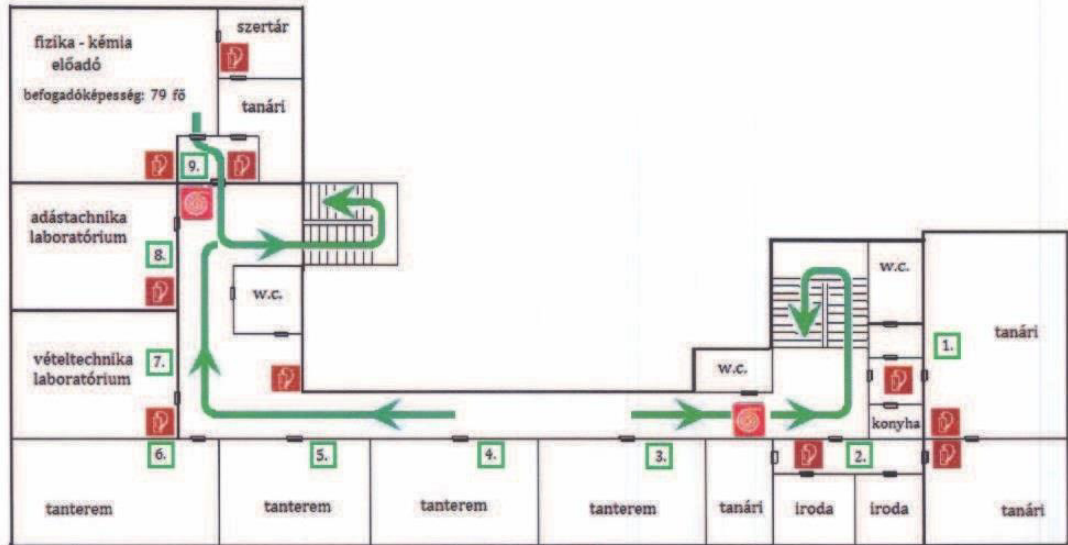 szertár
fizika - kémia
előadó
befogadóképesség: 79 fő
tanári
9.
adástachnika
laboratórium
8.
w.c.
w.c.
tanári
1.
vételtechnika
laboratórium
7.
w.c.
konyha
6.
5.
4.
3.
2.
tanterem
tanterem
tanterem
tanterem
tanári
iroda
iroda
tanári